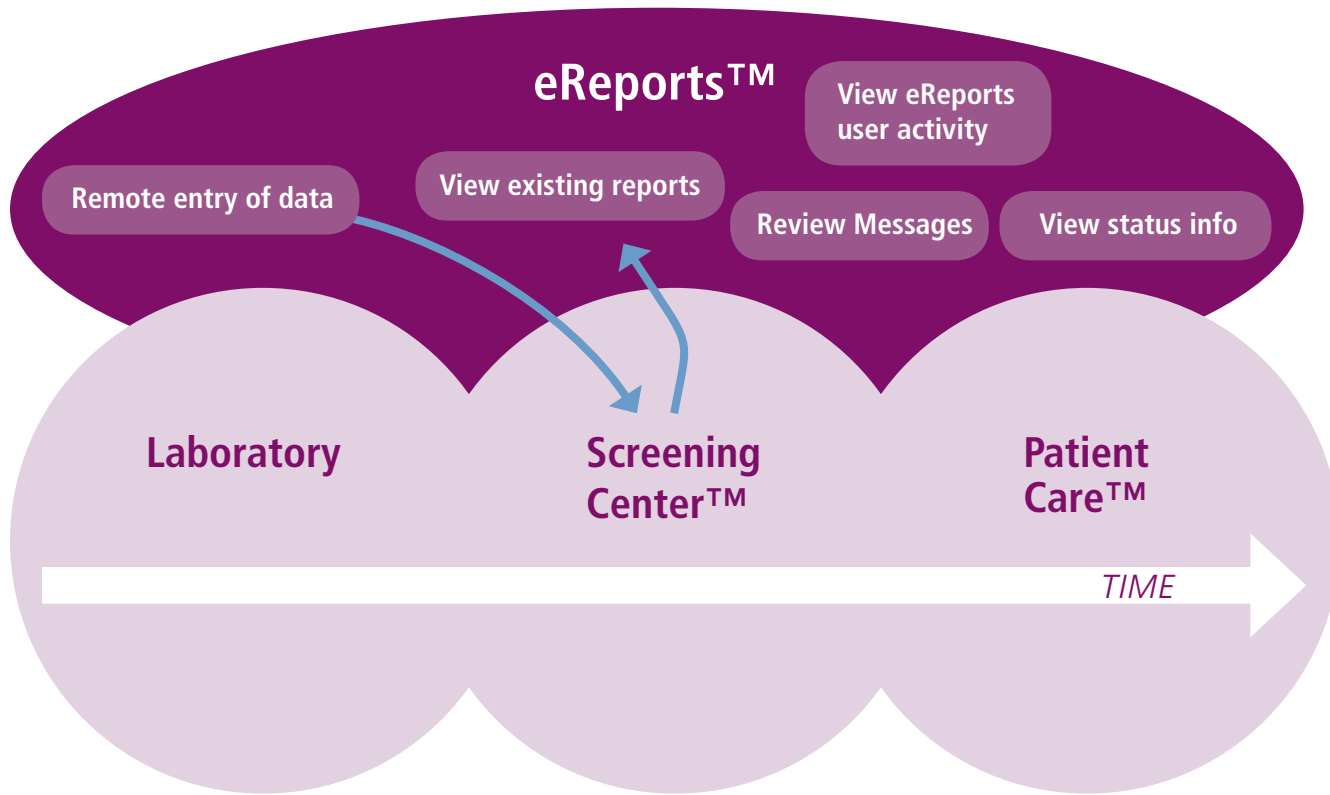 eReports™
View eReports
user activity
Remote entry of data
View existing reports
Review Messages
View status info
Laboratory
Screening
Center™
Patient
Care™
TIME